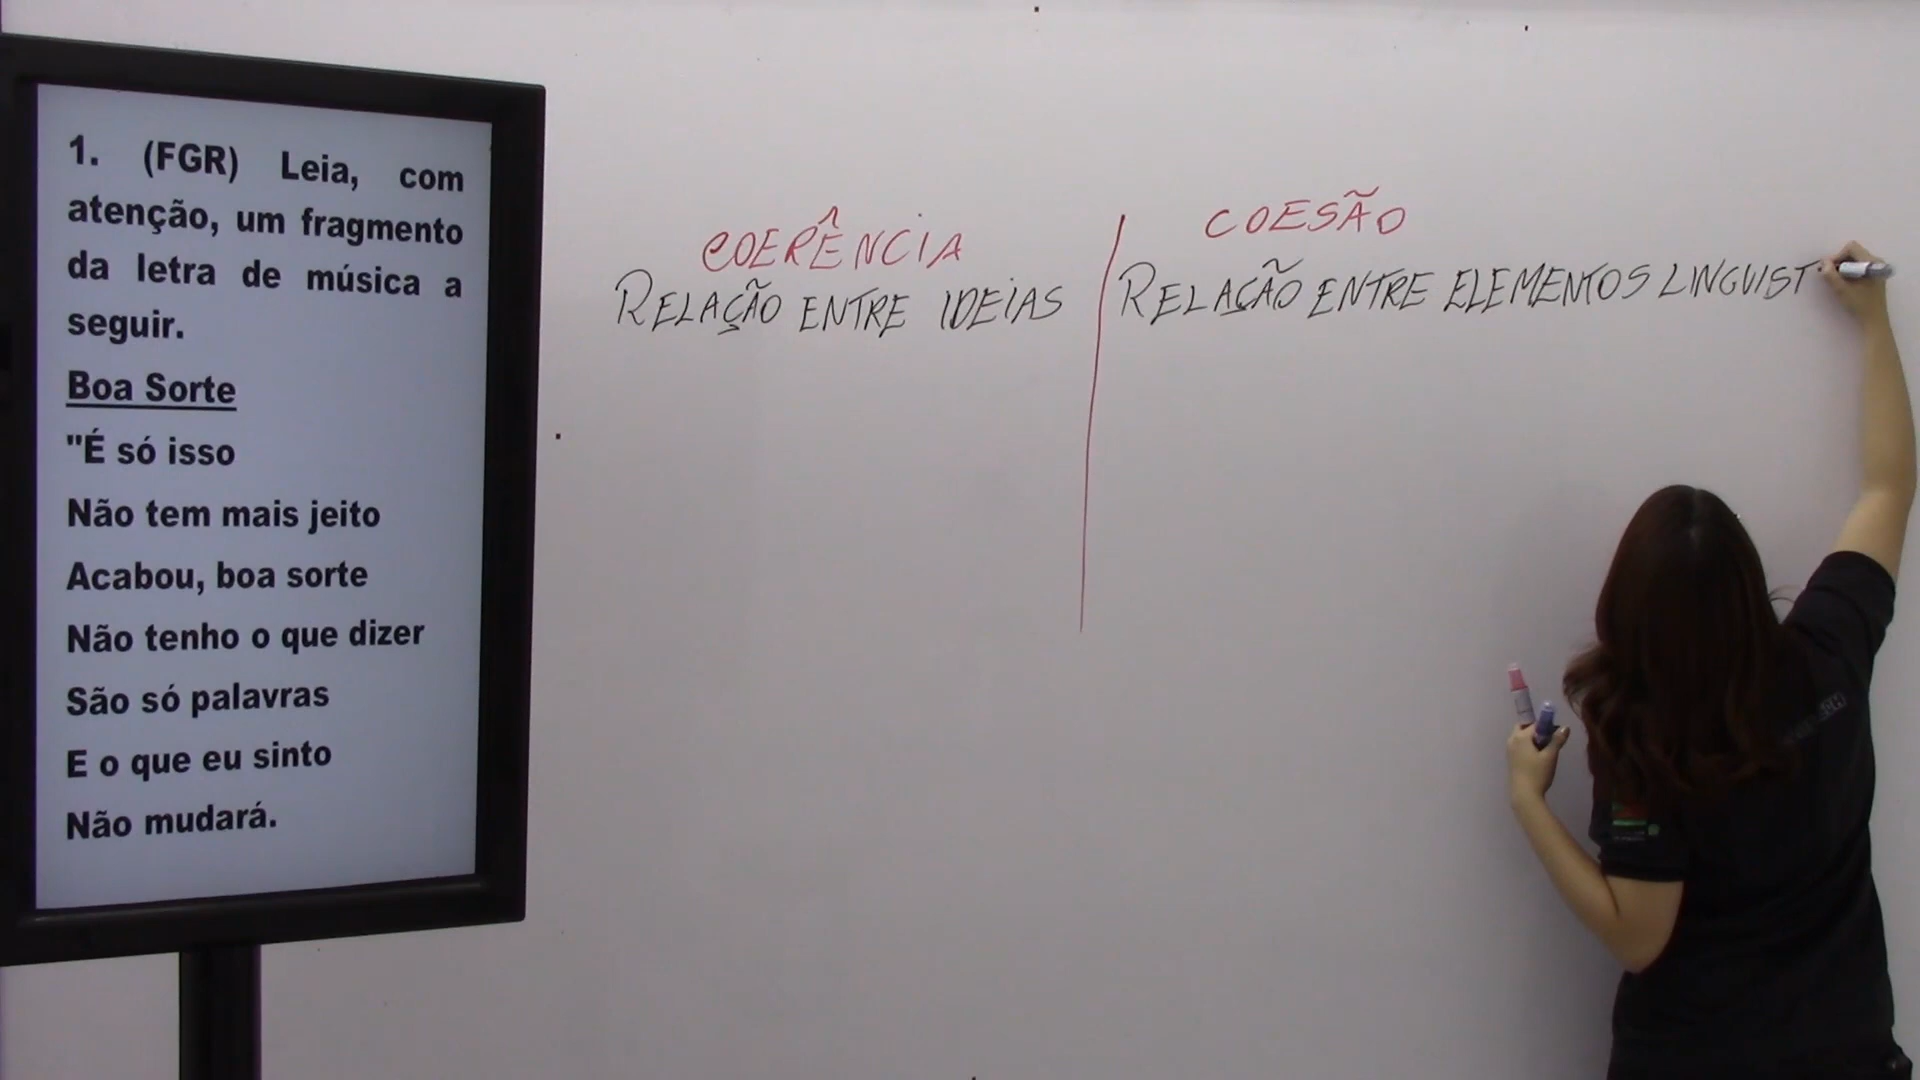 1. (FGR) Leia, com
atenção, um fragmento
da letra de música a
seguir.
Boa Sorte
"É só isso
Não tem mais jeito
Acabou, boa sorte
Não tenho o que dizer
São só palavras
E o que eu sinto
Não mudará.
COERÊNCIA
RELAÇÃO ENTRE IDEIAS
COESÃO
RELAÇÃO ENTRE ELEMENTOS LINGUIST